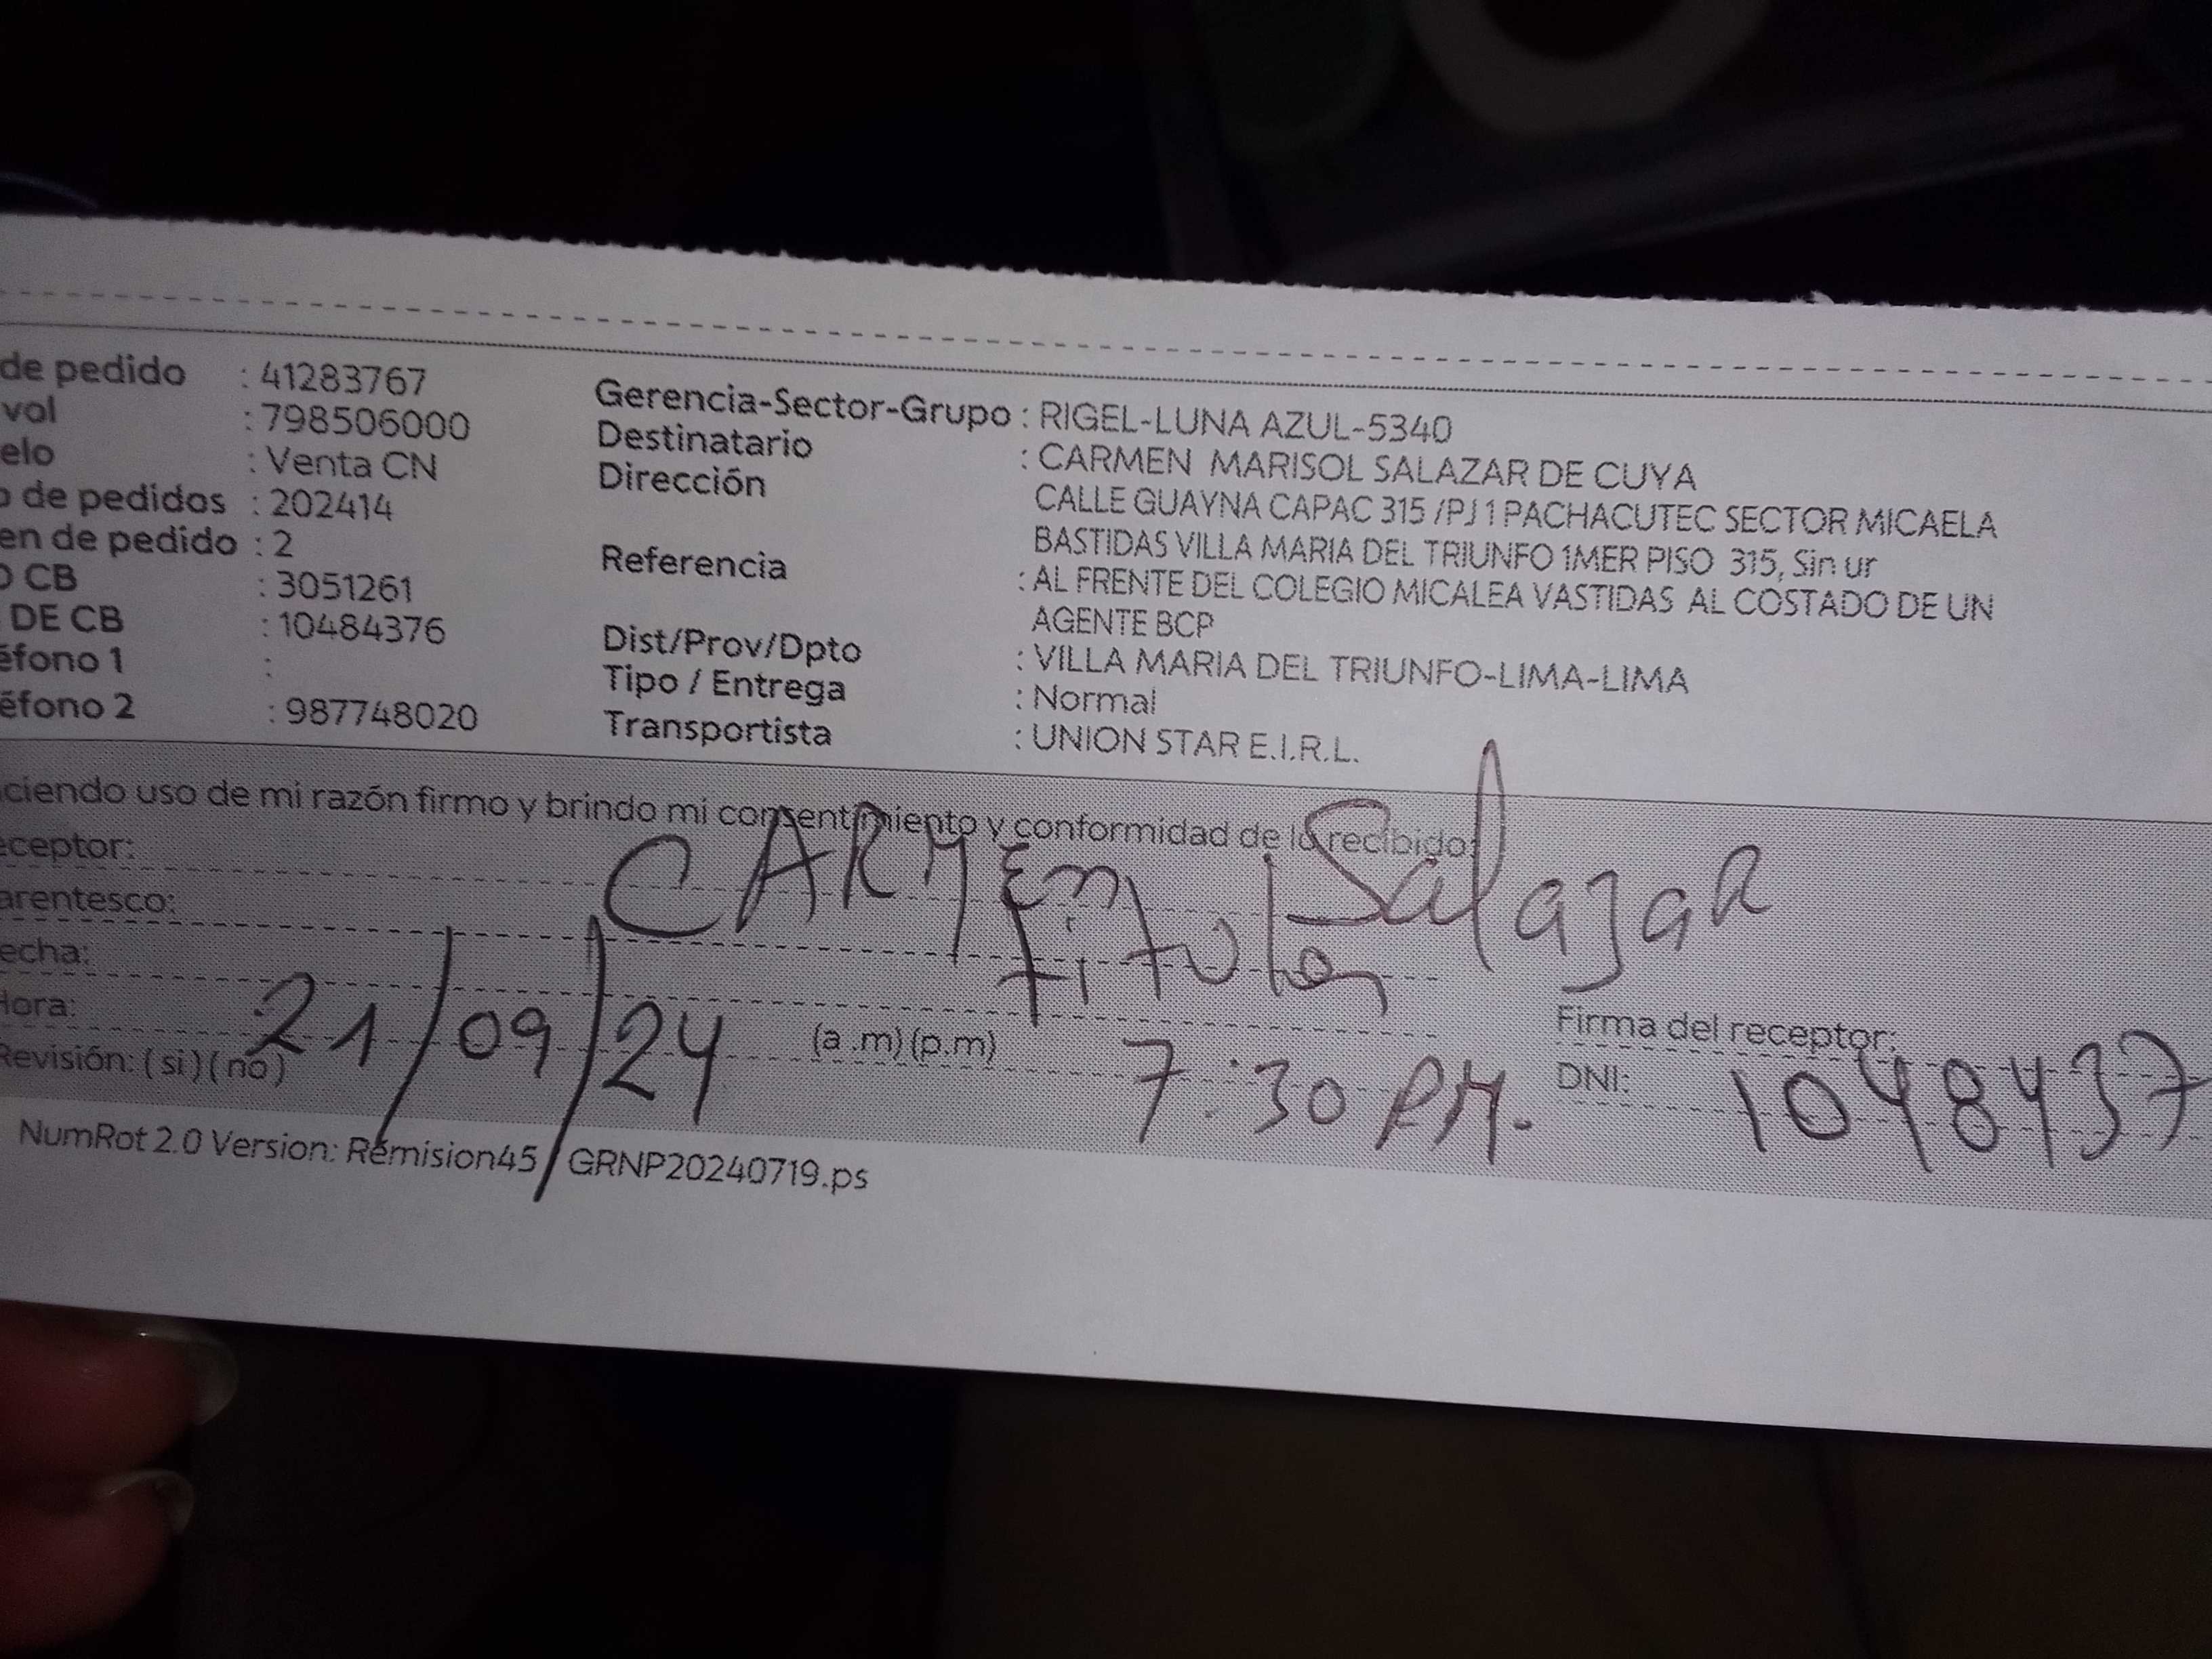 de pedido : 41283767
val : 798506000
elo : Venta CN
o de pedidos : 202414
en de pedido : 2
O CB : 3051261
DE CB : 10484376
éfono 1 :
éfono 2 : 987748020
Gerencia-Sector-Grupo : RIGEL-LUNA AZUL-5340
Destinatario : CARMEN MARISOL SALAZAR DE CUYA
Dirección CALLE GUAYNA CAPAC 315 /PJ 1 PACHACUTEC SECTOR MICAELA
BASTIDAS VILLA MARIA DEL TRIUNFO 1MER PISO 315, Sin ur
Referencia : AL FRENTE DEL COLEGIO MICALEA VASTIDAS AL COSTADO DE UN
AGENTE BCP
Dist/Prov/Dpto : VILLA MARIA DEL TRIUNFO-LIMA-LIMA
Tipo / Entrega : Normal
Transportista : UNION STAR E.I.R.L.
ciendo uso de mi razón firmo y brindo mi consentimiento y conformidad de lo recibido:
eceptor: CARMEN Salazar
arentesco: titular
echa: 21/09/24
Hora: (a .m) (p.m) 7:30 P.M.
Revisión: ( si ) ( no )
Firma del receptor:
DNI: 1048437
NumRot 2.0 Version: Remision45 GRNP20240719.ps